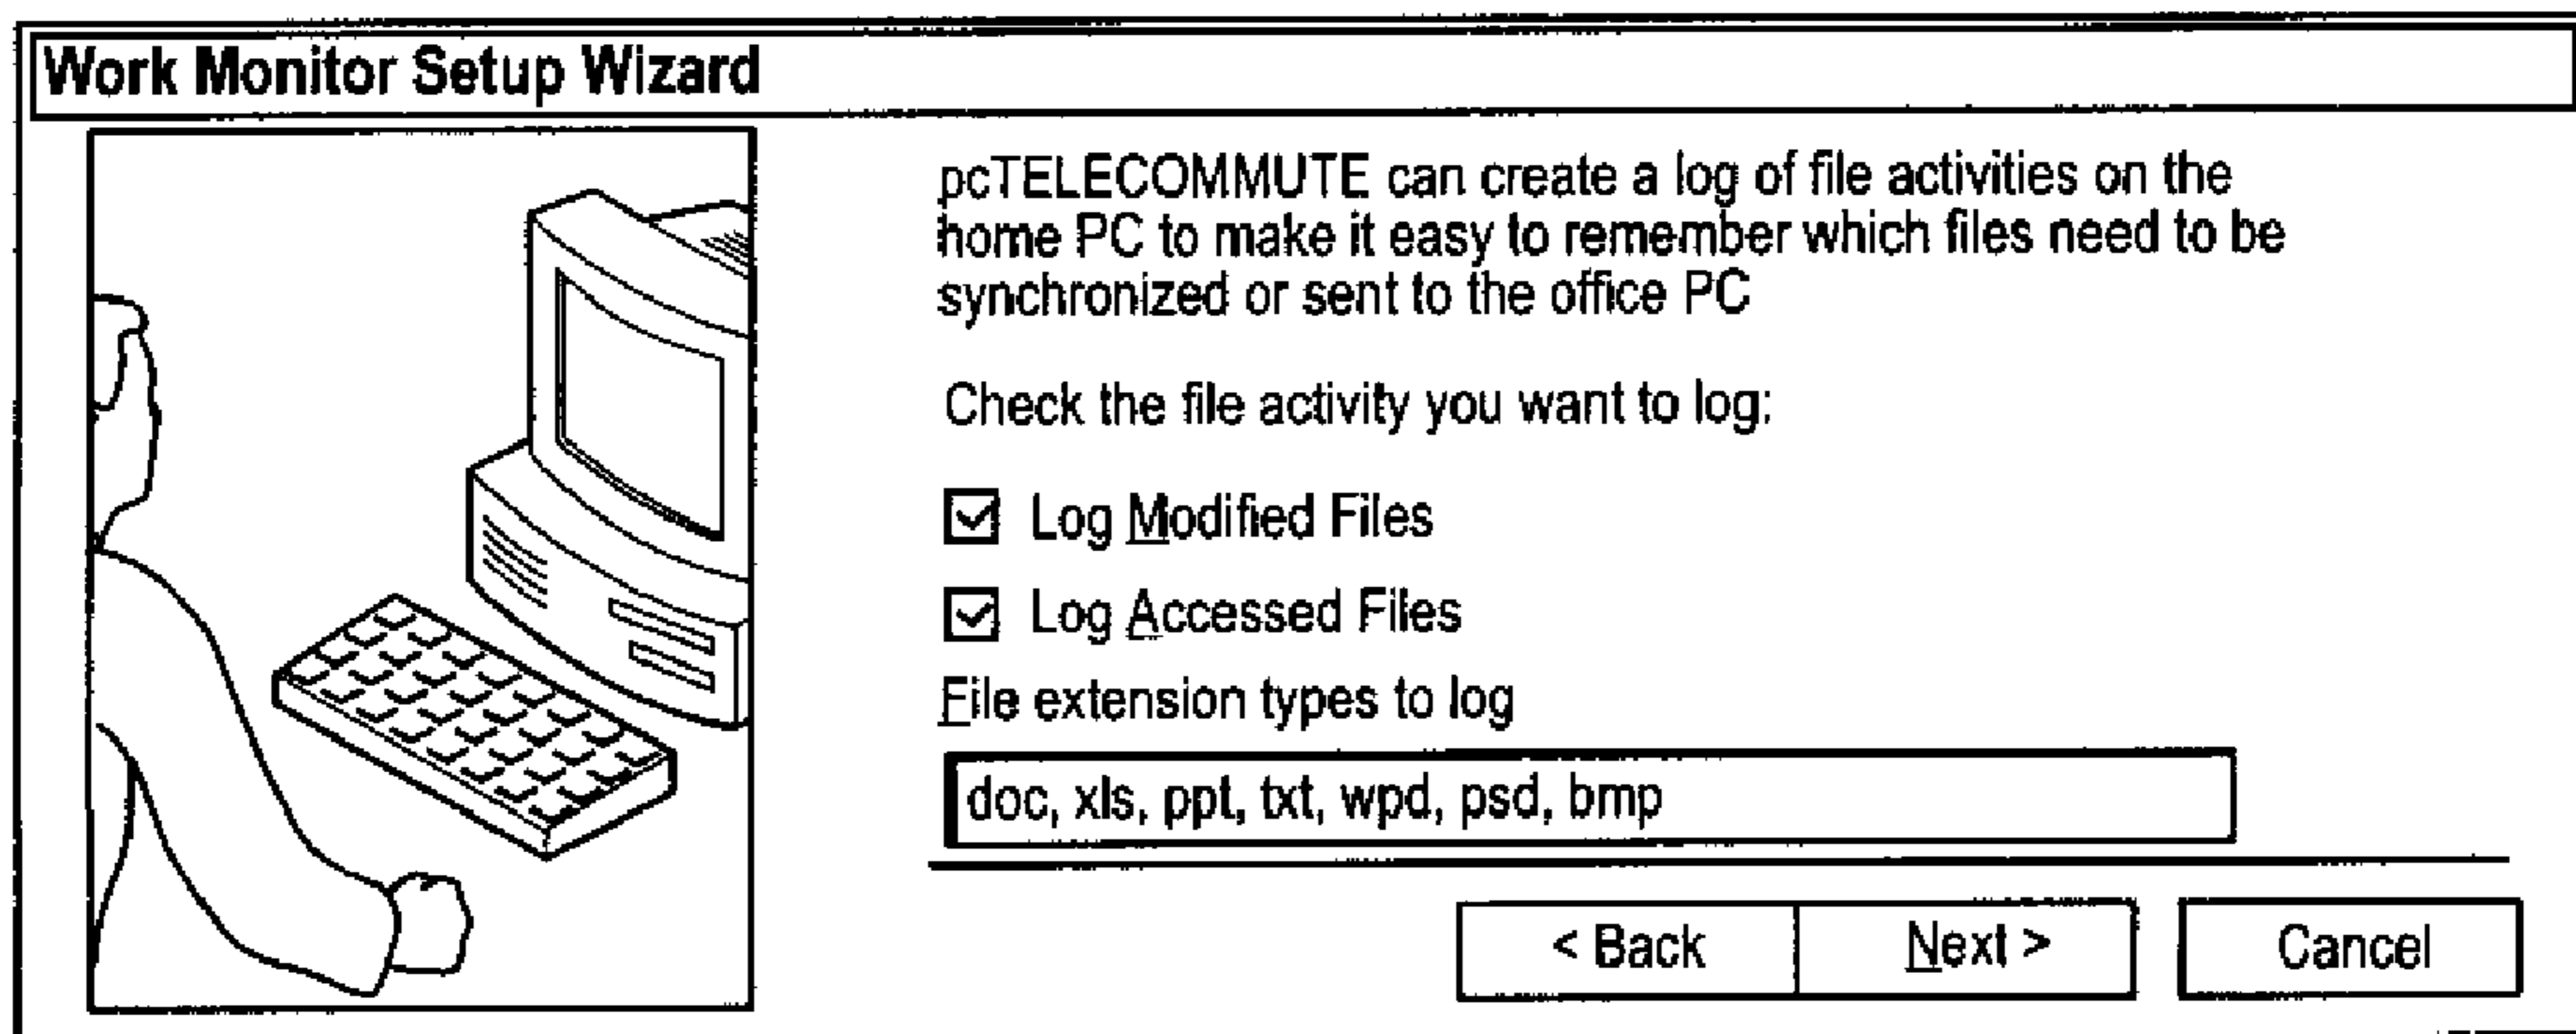 Work Monitor Setup Wizard
pcTELECOMMUTE can create a log of file activities on the
home PC to make it easy to remember which files need to be
synchronized or sent to the office PC
Check the file activity you want to log:
Log Modified Files
Log Accessed Files
File extension types to log
doc, xls, ppt, txt, wpd, psd, bmp
< Back Next > Cancel